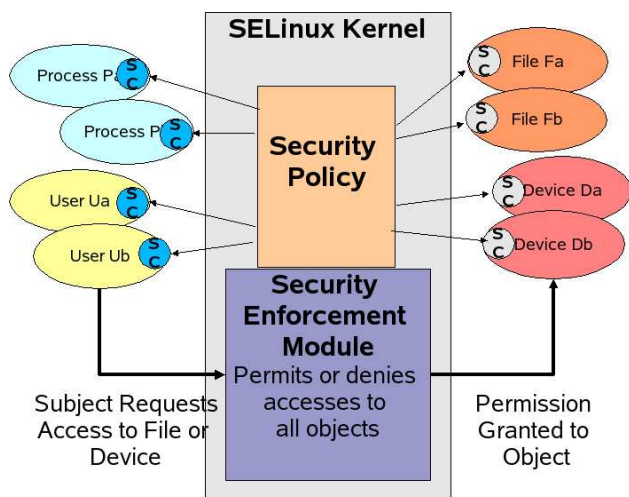 SELinux Kernel
Process Pa
S
C
Process P
S
C
User Ua
S
C
User Ub
S
C
Security
Policy
S
C
File Fa
S
C
File Fb
S
C
Device Da
S
C
Device Db
Security
Enforcement
Module
Permits or denies
accesses to
all objects
Subject Requests
Access to File or
Device
Permission
Granted to
Object